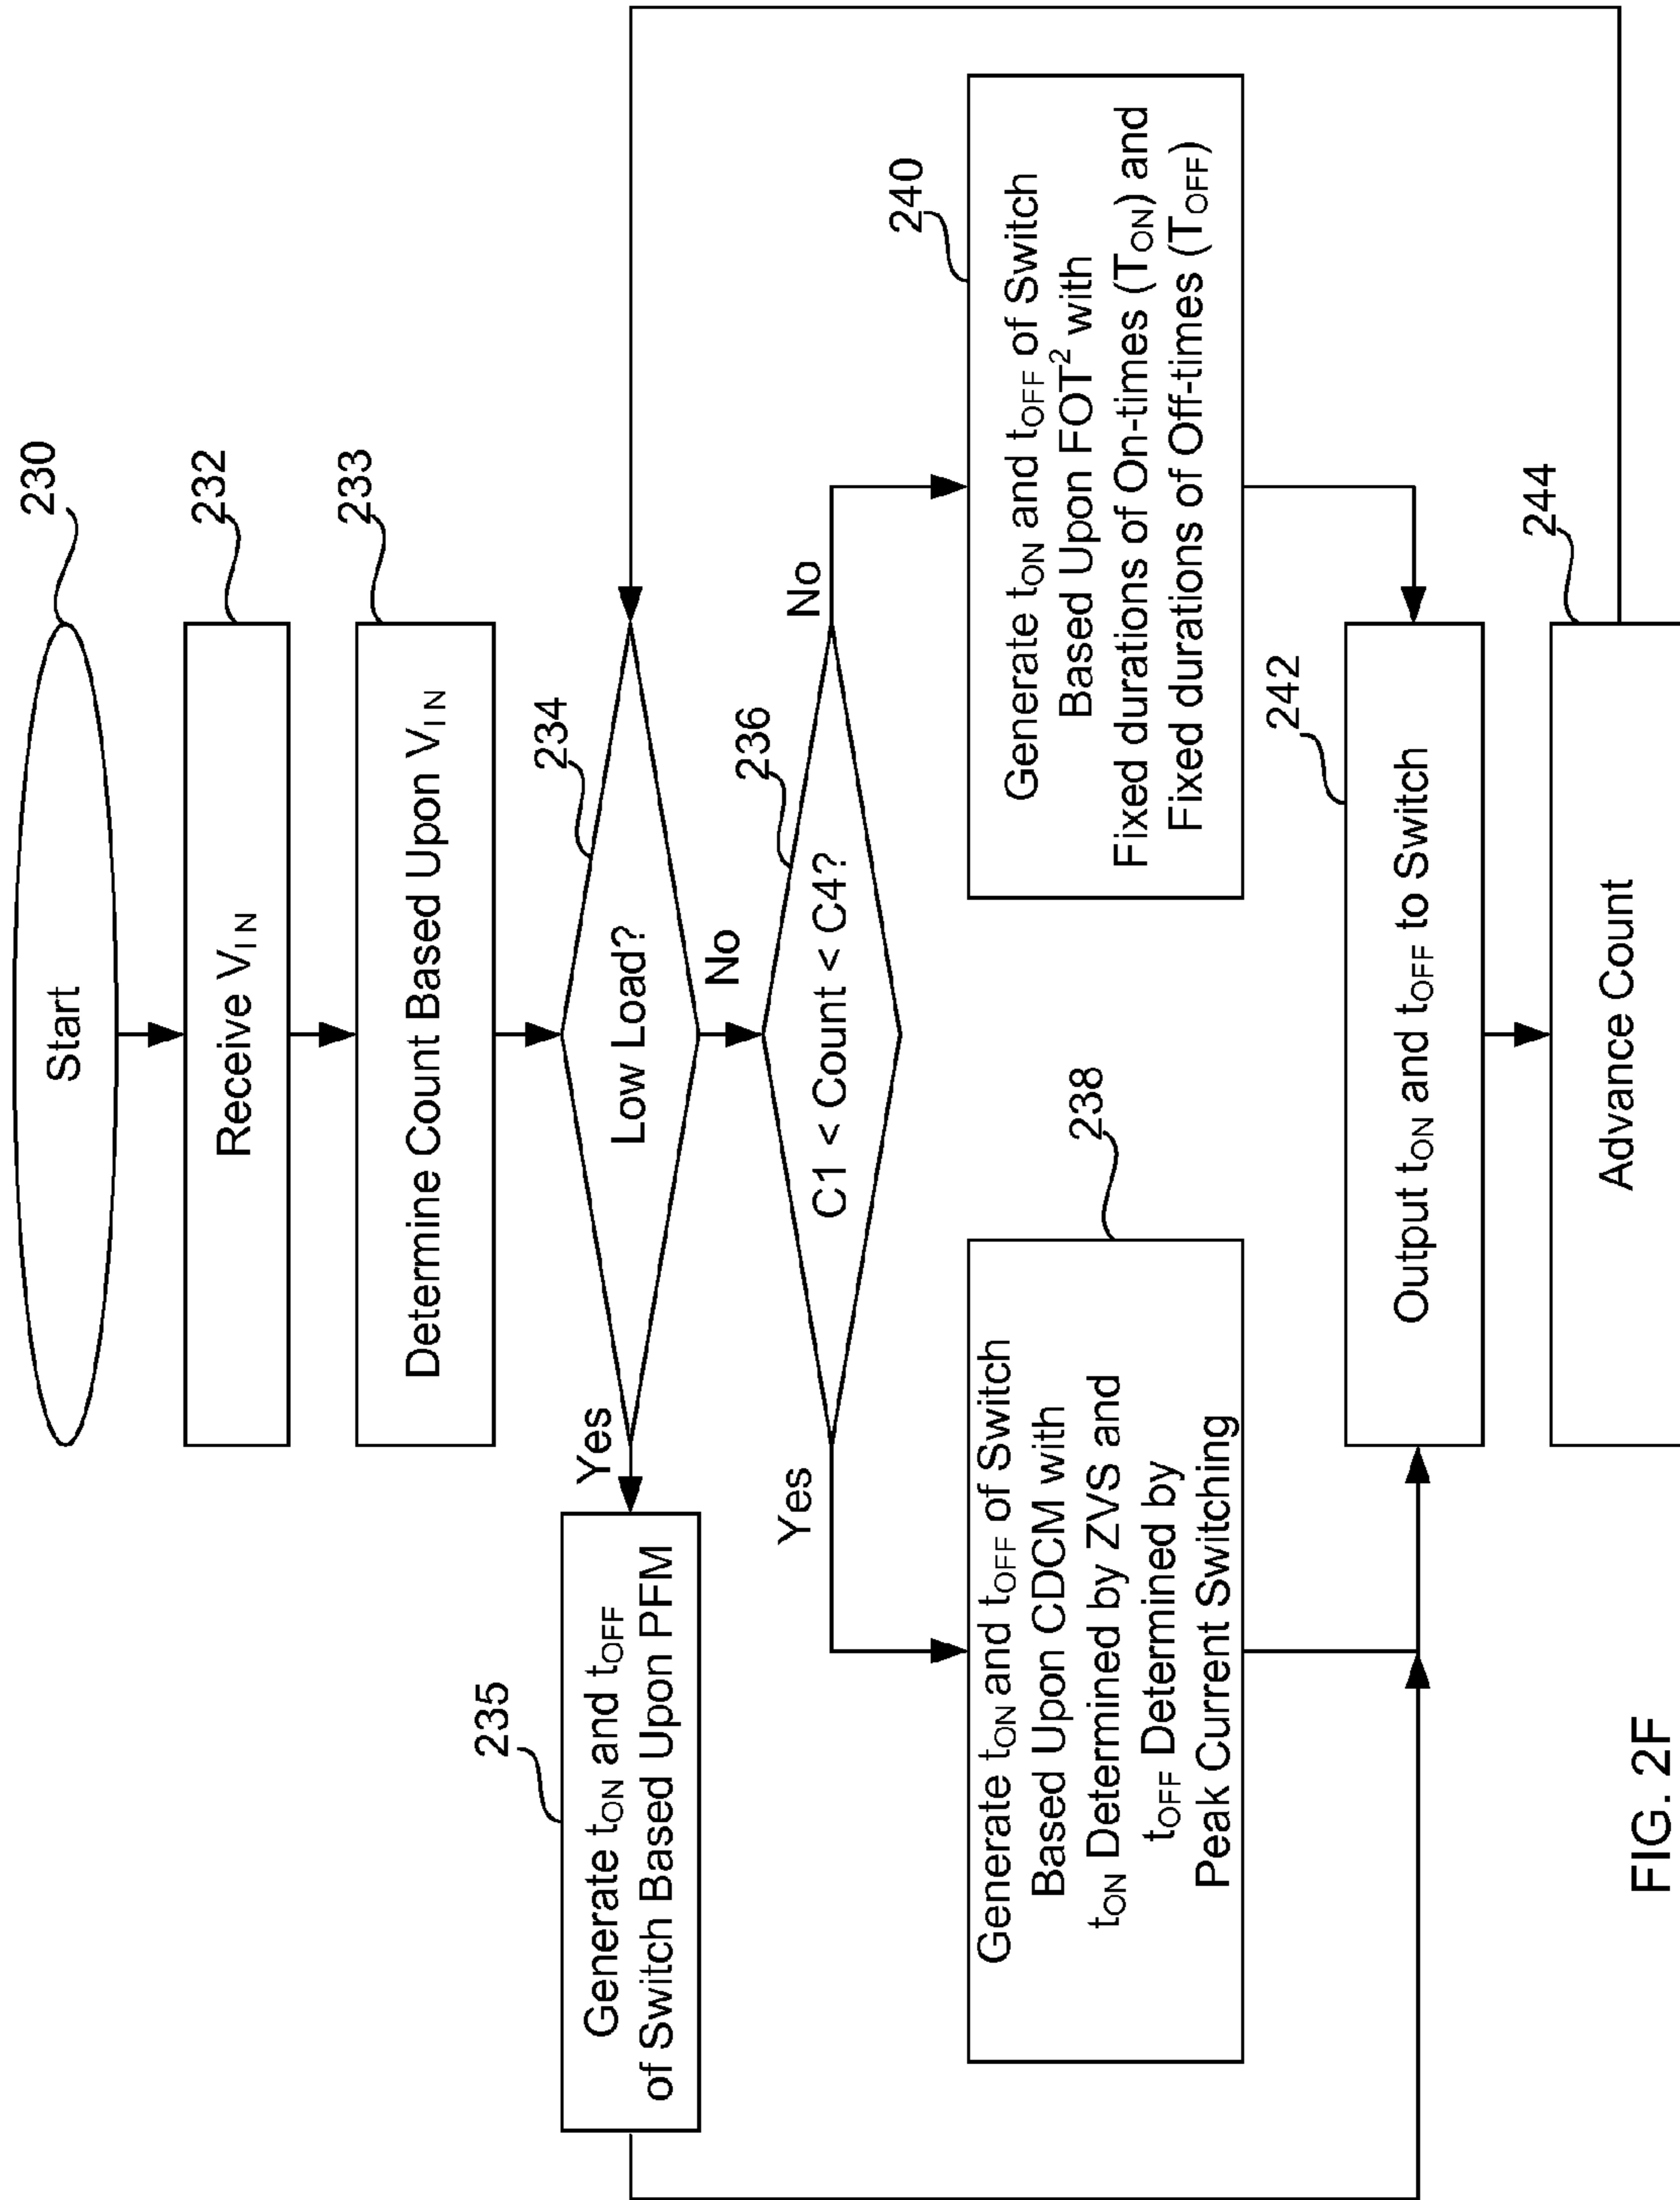 230
Start
232
Receive V_IN
233
Determine Count Based Upon V_IN
234
Low Load?
Yes
No
235
Generate t_ON and t_OFF
of Switch Based Upon PFM
236
C1 < Count < C4?
Yes
No
238
Generate t_ON and t_OFF of Switch
Based Upon CDCM with
t_ON Determined by ZVS and
t_OFF Determined by
Peak Current Switching
240
Generate t_ON and t_OFF of Switch
Based Upon FOT² with
Fixed durations of On-times (T_ON) and
Fixed durations of Off-times (T_OFF)
242
Output t_ON and t_OFF to Switch
244
Advance Count
FIG. 2F